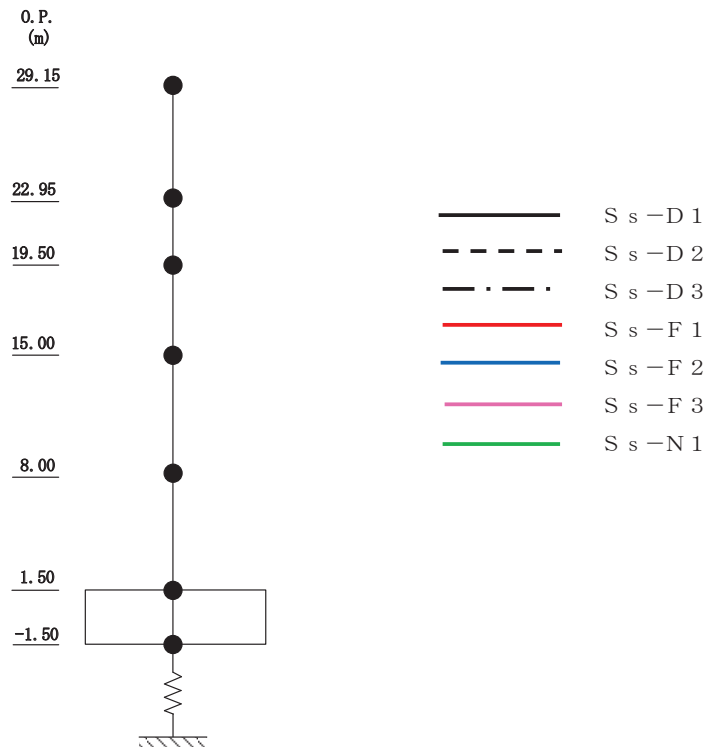 O.P.
(m)
29.15
22.95
19.50
15.00
8.00
1.50
-1.50
Ｓｓ－Ｄ１
Ｓｓ－Ｄ２
Ｓｓ－Ｄ３
Ｓｓ－Ｆ１
Ｓｓ－Ｆ２
Ｓｓ－Ｆ３
Ｓｓ－Ｎ１